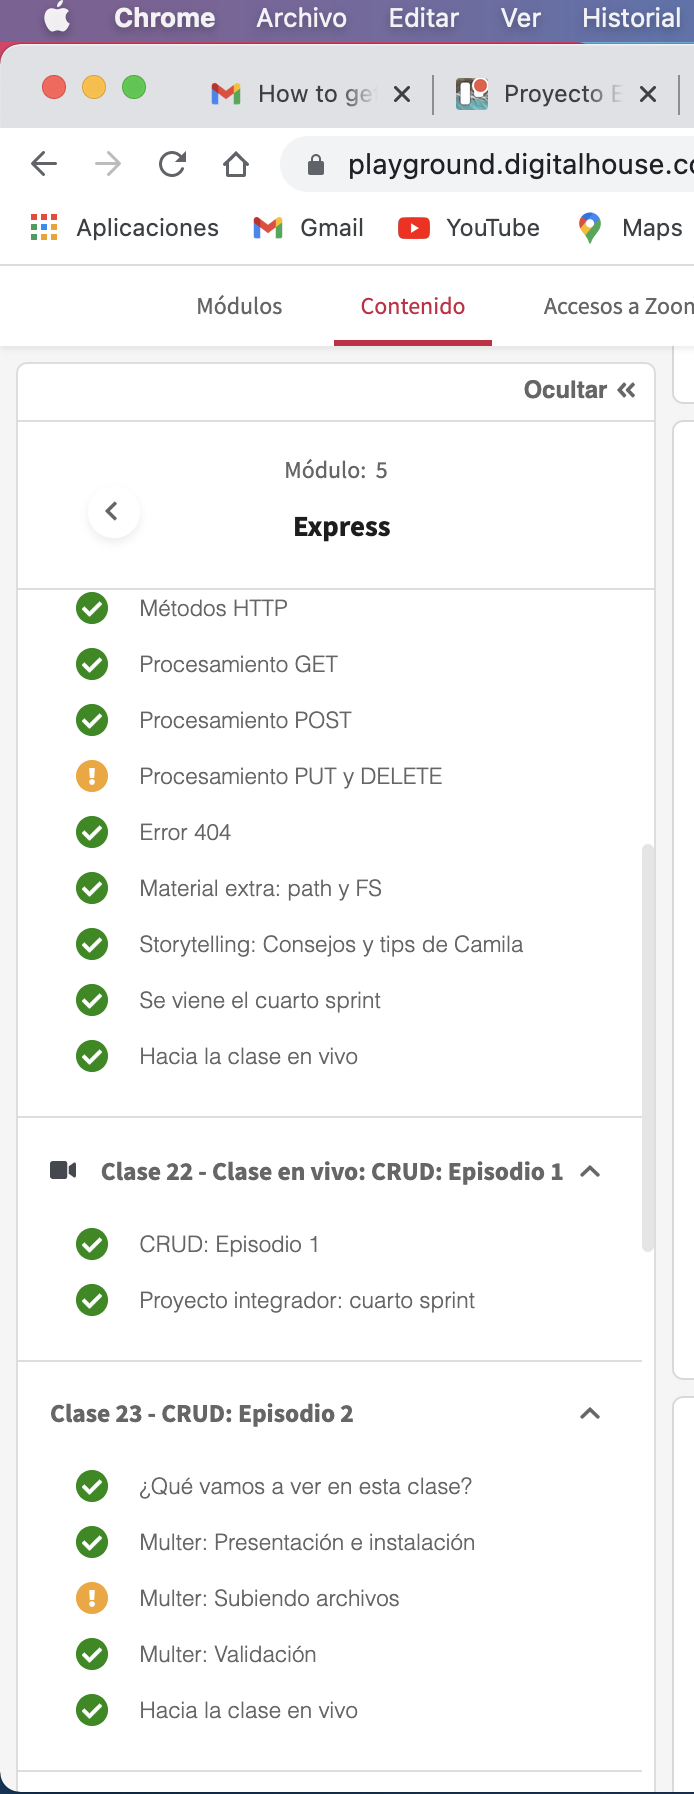 Chrome Archivo Editar Ver Historial
How to ge Proyecto E
playground.digitalhouse.co
Aplicaciones Gmail YouTube Maps
Módulos Contenido Accesos a Zoom
Ocultar
Módulo: 5
Express
Métodos HTTP
Procesamiento GET
Procesamiento POST
Procesamiento PUT y DELETE
Error 404
Material extra: path y FS
Storytelling: Consejos y tips de Camila
Se viene el cuarto sprint
Hacia la clase en vivo
Clase 22 - Clase en vivo: CRUD: Episodio 1
CRUD: Episodio 1
Proyecto integrador: cuarto sprint
Clase 23 - CRUD: Episodio 2
¿Qué vamos a ver en esta clase?
Multer: Presentación e instalación
Multer: Subiendo archivos
Multer: Validación
Hacia la clase en vivo